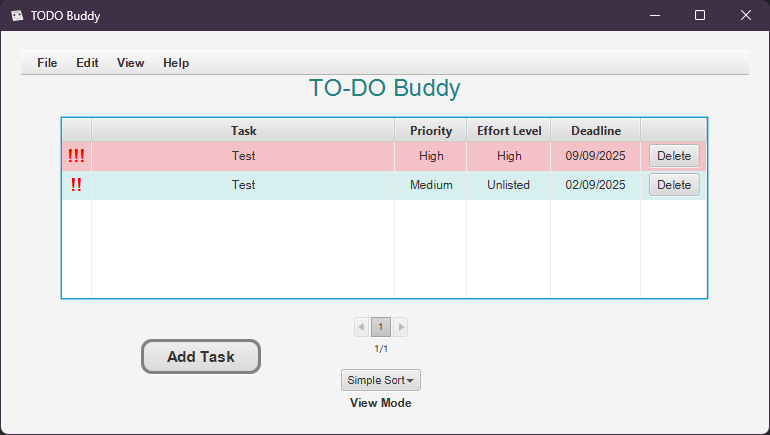 TODO Buddy
File Edit View Help
TO-DO Buddy
Task Priority Effort Level Deadline
!!! Test High High 09/09/2025 Delete
!! Test Medium Unlisted 02/09/2025 Delete
1
1/1
Add Task
Simple Sort
View Mode